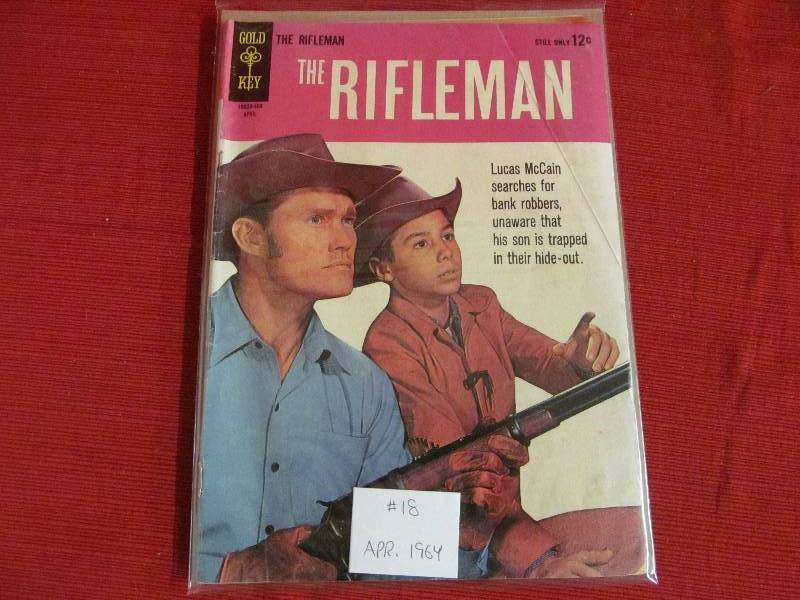 GOLD
KEY
THE RIFLEMAN
STILL ONLY 12¢
THE RIFLEMAN
APRIL
Lucas McCain
searches for
bank robbers,
unaware that
his son is trapped
in their hide-out.
#18
APR. 1964